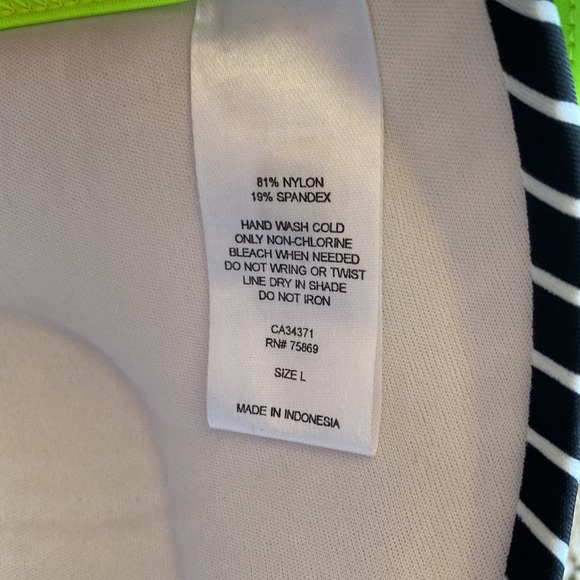 81% NYLON
19% SPANDEX
HAND WASH COLD
ONLY NON-CHLORINE
BLEACH WHEN NEEDED
DO NOT WRING OR TWIST
LINE DRY IN SHADE
DO NOT IRON
CA34371
RN# 75869
SIZE L
MADE IN INDONESIA